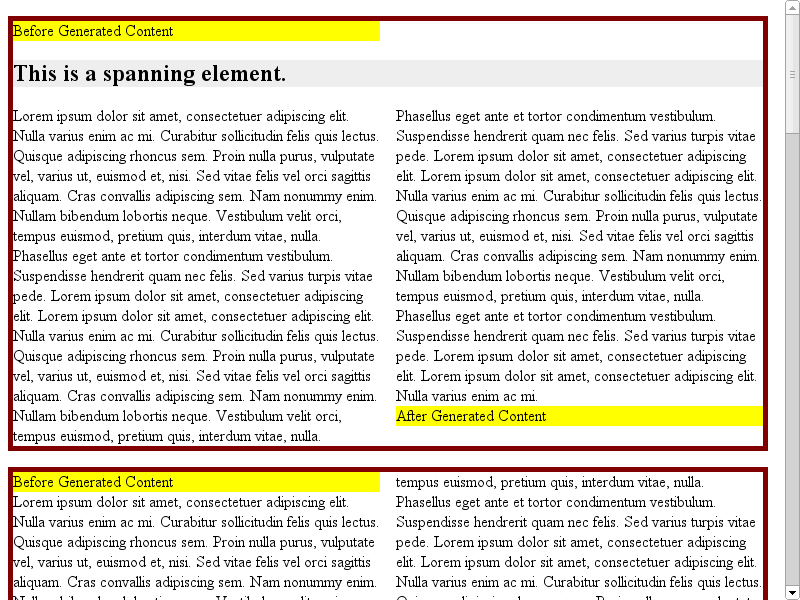 Before Generated Content
This is a spanning element.
Lorem ipsum dolor sit amet, consectetuer adipiscing elit.
Nulla varius enim ac mi. Curabitur sollicitudin felis quis lectus.
Quisque adipiscing rhoncus sem. Proin nulla purus, vulputate
vel, varius ut, euismod et, nisi. Sed vitae felis vel orci sagittis
aliquam. Cras convallis adipiscing sem. Nam nonummy enim.
Nullam bibendum lobortis neque. Vestibulum velit orci,
tempus euismod, pretium quis, interdum vitae, nulla.
Phasellus eget ante et tortor condimentum vestibulum.
Suspendisse hendrerit quam nec felis. Sed varius turpis vitae
pede. Lorem ipsum dolor sit amet, consectetuer adipiscing
elit. Lorem ipsum dolor sit amet, consectetuer adipiscing elit.
Nulla varius enim ac mi. Curabitur sollicitudin felis quis lectus.
Quisque adipiscing rhoncus sem. Proin nulla purus, vulputate
vel, varius ut, euismod et, nisi. Sed vitae felis vel orci sagittis
aliquam. Cras convallis adipiscing sem. Nam nonummy enim.
Nullam bibendum lobortis neque. Vestibulum velit orci,
tempus euismod, pretium quis, interdum vitae, nulla.
Phasellus eget ante et tortor condimentum vestibulum.
Suspendisse hendrerit quam nec felis. Sed varius turpis vitae
pede. Lorem ipsum dolor sit amet, consectetuer adipiscing
elit. Lorem ipsum dolor sit amet, consectetuer adipiscing elit.
Nulla varius enim ac mi. Curabitur sollicitudin felis quis lectus.
Quisque adipiscing rhoncus sem. Proin nulla purus, vulputate
vel, varius ut, euismod et, nisi. Sed vitae felis vel orci sagittis
aliquam. Cras convallis adipiscing sem. Nam nonummy enim.
Nullam bibendum lobortis neque. Vestibulum velit orci,
tempus euismod, pretium quis, interdum vitae, nulla.
Phasellus eget ante et tortor condimentum vestibulum.
Suspendisse hendrerit quam nec felis. Sed varius turpis vitae
pede. Lorem ipsum dolor sit amet, consectetuer adipiscing
elit. Lorem ipsum dolor sit amet, consectetuer adipiscing elit.
Nulla varius enim ac mi.
After Generated Content
Before Generated Content
Lorem ipsum dolor sit amet, consectetuer adipiscing elit.
Nulla varius enim ac mi. Curabitur sollicitudin felis quis lectus.
Quisque adipiscing rhoncus sem. Proin nulla purus, vulputate
vel, varius ut, euismod et, nisi. Sed vitae felis vel orci sagittis
aliquam. Cras convallis adipiscing sem. Nam nonummy enim.
tempus euismod, pretium quis, interdum vitae, nulla.
Phasellus eget ante et tortor condimentum vestibulum.
Suspendisse hendrerit quam nec felis. Sed varius turpis vitae
pede. Lorem ipsum dolor sit amet, consectetuer adipiscing
elit. Lorem ipsum dolor sit amet, consectetuer adipiscing elit.
Nulla varius enim ac mi. Curabitur sollicitudin felis quis lectus.